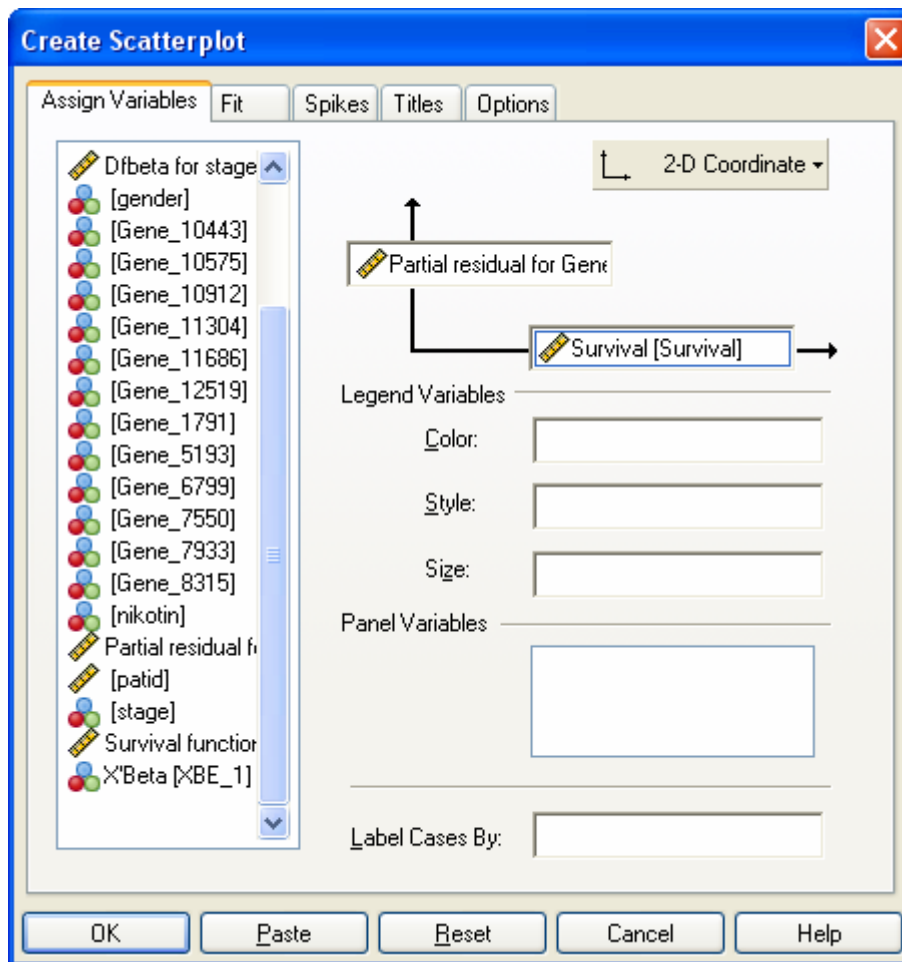 Create Scatterplot
Assign Variables Fit Spikes Titles Options
Dfbeta for stage
[gender]
[Gene_10443]
[Gene_10575]
[Gene_10912]
[Gene_11304]
[Gene_11686]
[Gene_12519]
[Gene_1791]
[Gene_5193]
[Gene_6799]
[Gene_7550]
[Gene_7933]
[Gene_8315]
[nikotin]
Partial residual f
[patid]
[stage]
Survival function
X'Beta [XBE_1]
2-D Coordinate
Partial residual for Gene
Survival [Survival]
Legend Variables
Color:
Style:
Size:
Panel Variables
Label Cases By:
OK Paste Reset Cancel Help